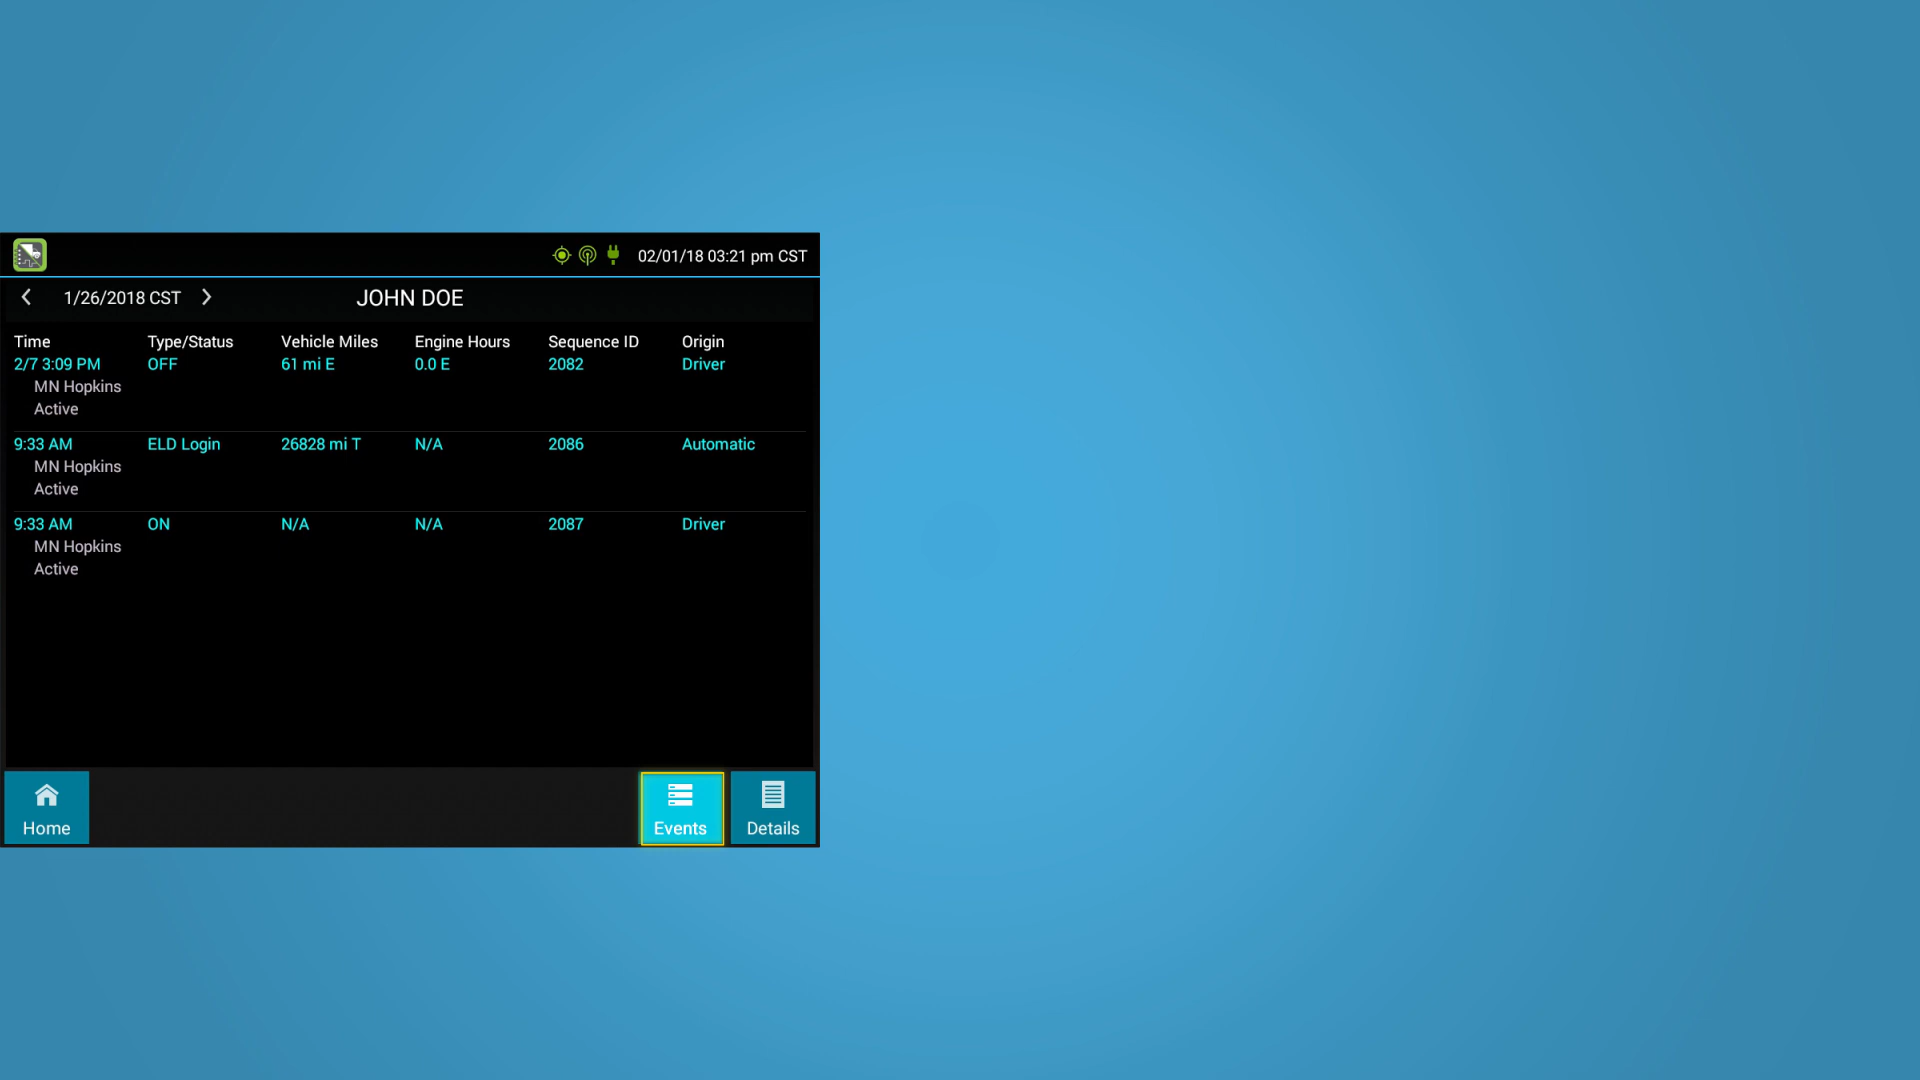 02/01/18 03:21 pm CST
1/26/2018 CST JOHN DOE
Time Type/Status Vehicle Miles Engine Hours Sequence ID Origin
2/7 3:09 PM OFF 61 mi E 0.0 E 2082 Driver
MN Hopkins
Active
9:33 AM ELD Login 26828 mi T N/A 2086 Automatic
MN Hopkins
Active
9:33 AM ON N/A N/A 2087 Driver
MN Hopkins
Active
Home Events Details